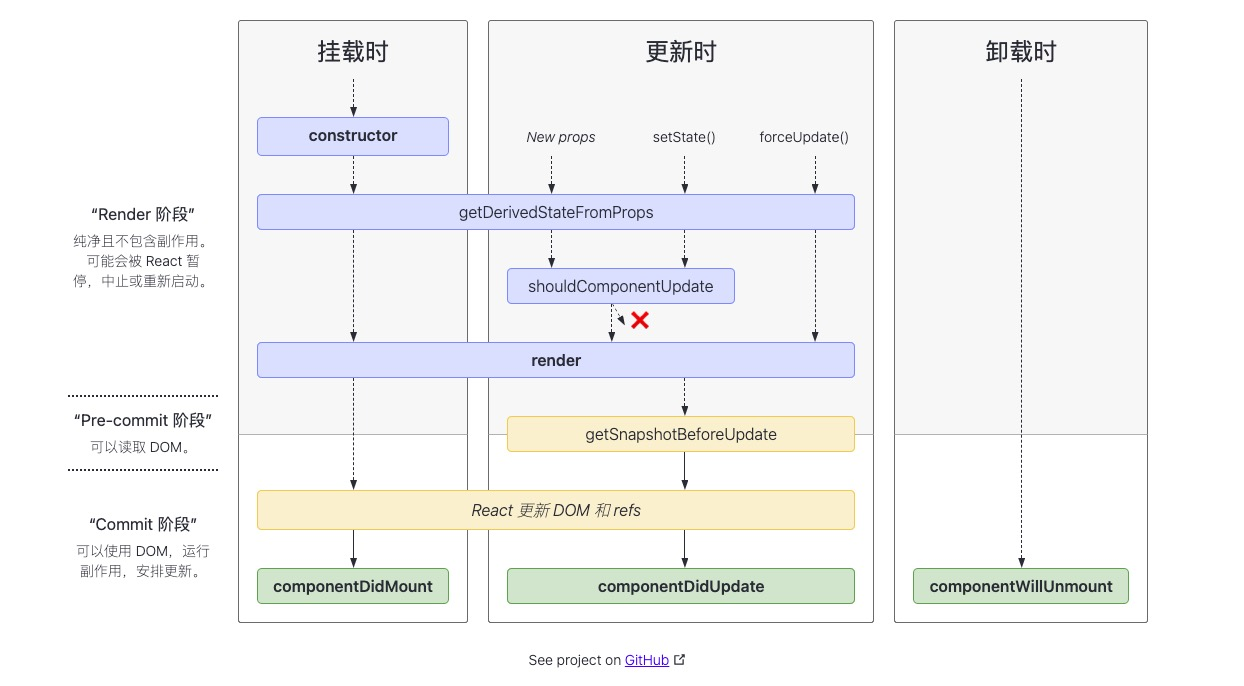 挂载时
更新时
卸载时
constructor
New props
setState()
forceUpdate()
“Render 阶段”
纯净且不包含副作用。
可能会被 React 暂
停，中止或重新启动。
getDerivedStateFromProps
shouldComponentUpdate
render
“Pre-commit 阶段”
可以读取 DOM。
getSnapshotBeforeUpdate
“Commit 阶段”
可以使用 DOM，运行
副作用，安排更新。
React 更新 DOM 和 refs
componentDidMount
componentDidUpdate
componentWillUnmount
See project on GitHub